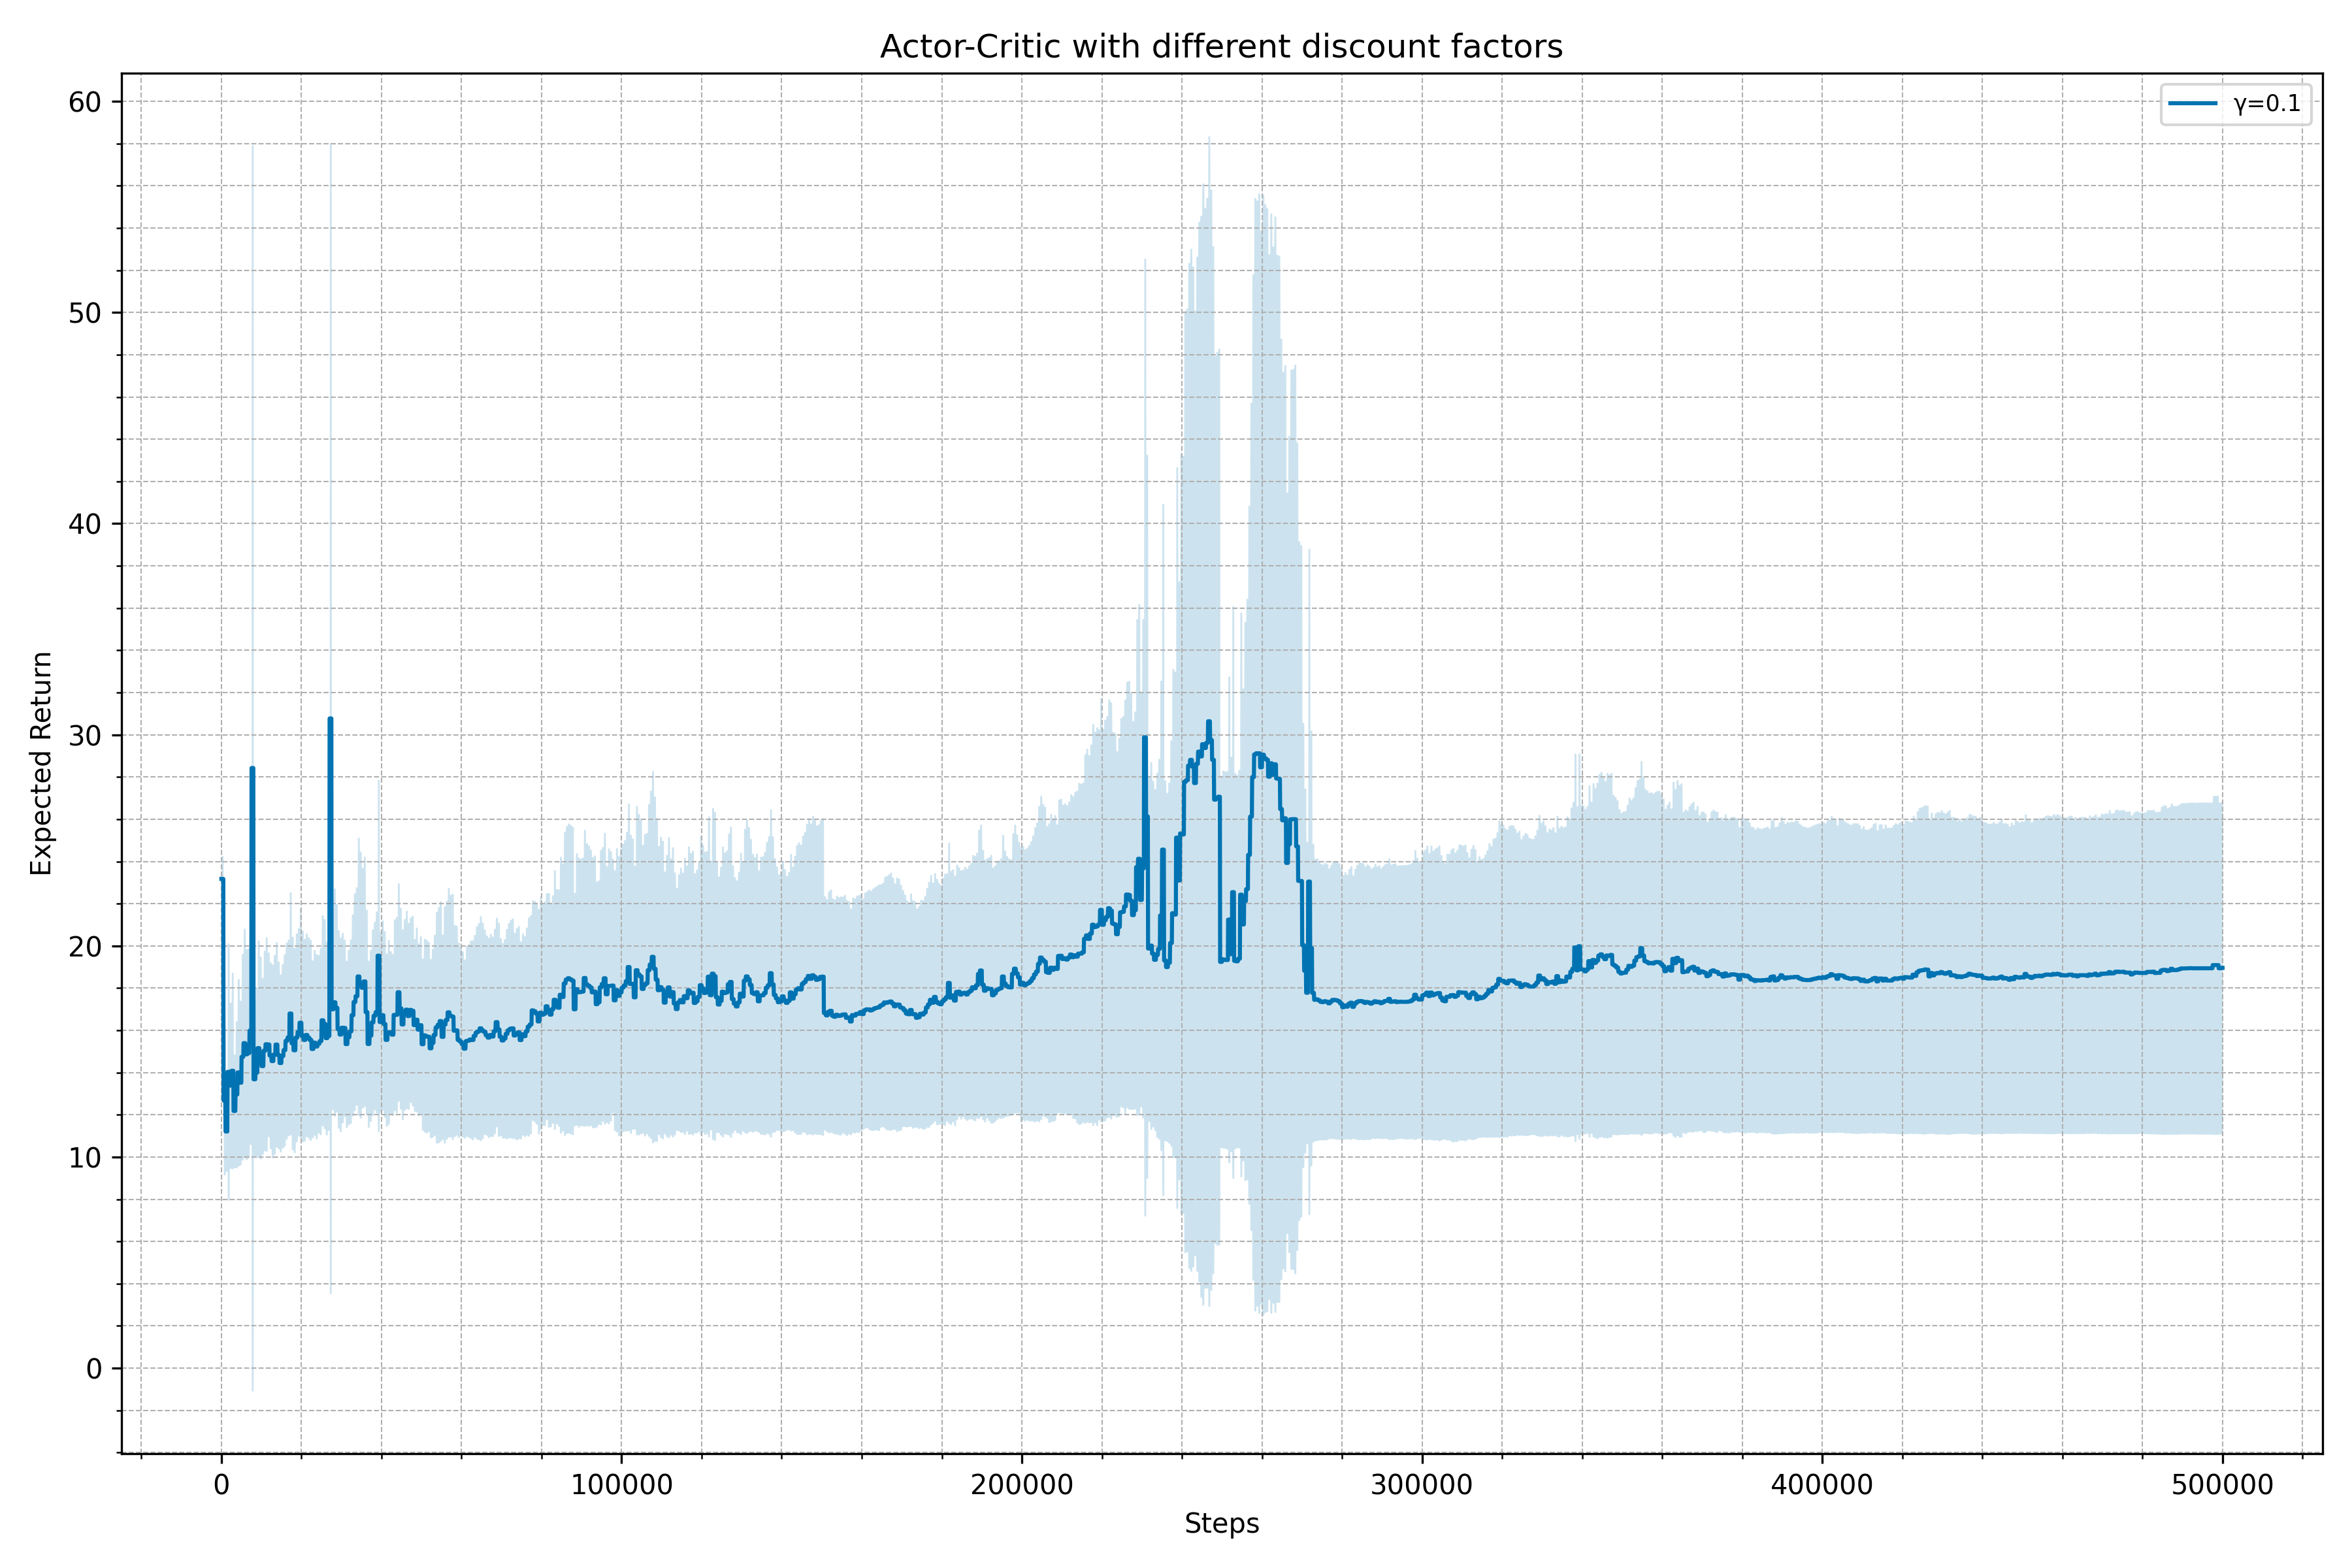 Actor-Critic with different discount factors
γ=0.1
60
50
40
30
20
10
0
Expected Return
0 100000 200000 300000 400000 500000
Steps